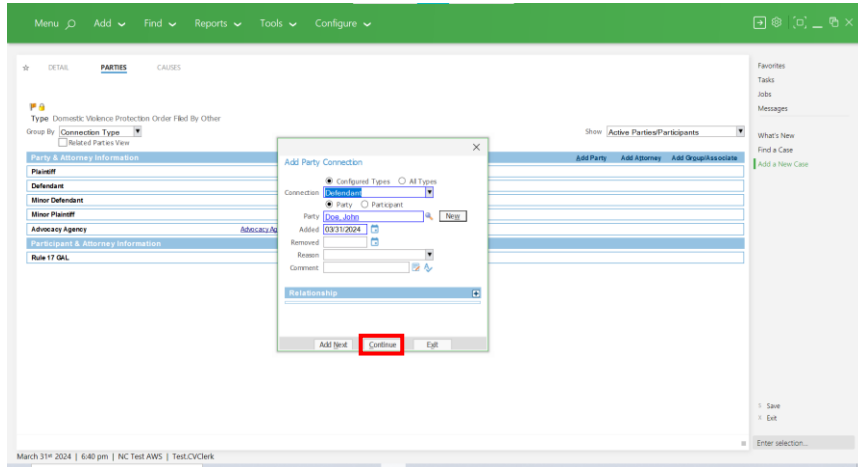 Menu Add Find Reports Tools Configure
DETAIL PARTIES CAUSES
Type Domestic Violence Protection Order Filed By Other
Group By Connection Type
Show Active Parties/Participants
Related Parties View
Party & Attorney Information
Add Party Add Attorney Add Group/Associate
Plaintiff
Defendant
Minor Defendant
Minor Plaintiff
Advocacy Agency Advocacy Ag
Participant & Attorney Information
Rule 17 GAL
Add Party Connection
Configured Types All Types
Connection Defendant
Party Participant
Party Doe, John New
Added 03/31/2024
Removed
Reason
Comment
Relationship
Add Next Continue Exit
Favorites
Tasks
Jobs
Messages
What's New
Find a Case
Add a New Case
S Save
X Exit
Enter selection...
March 31st 2024 | 6:40 pm | NC Test AWS | Test.CVClerk